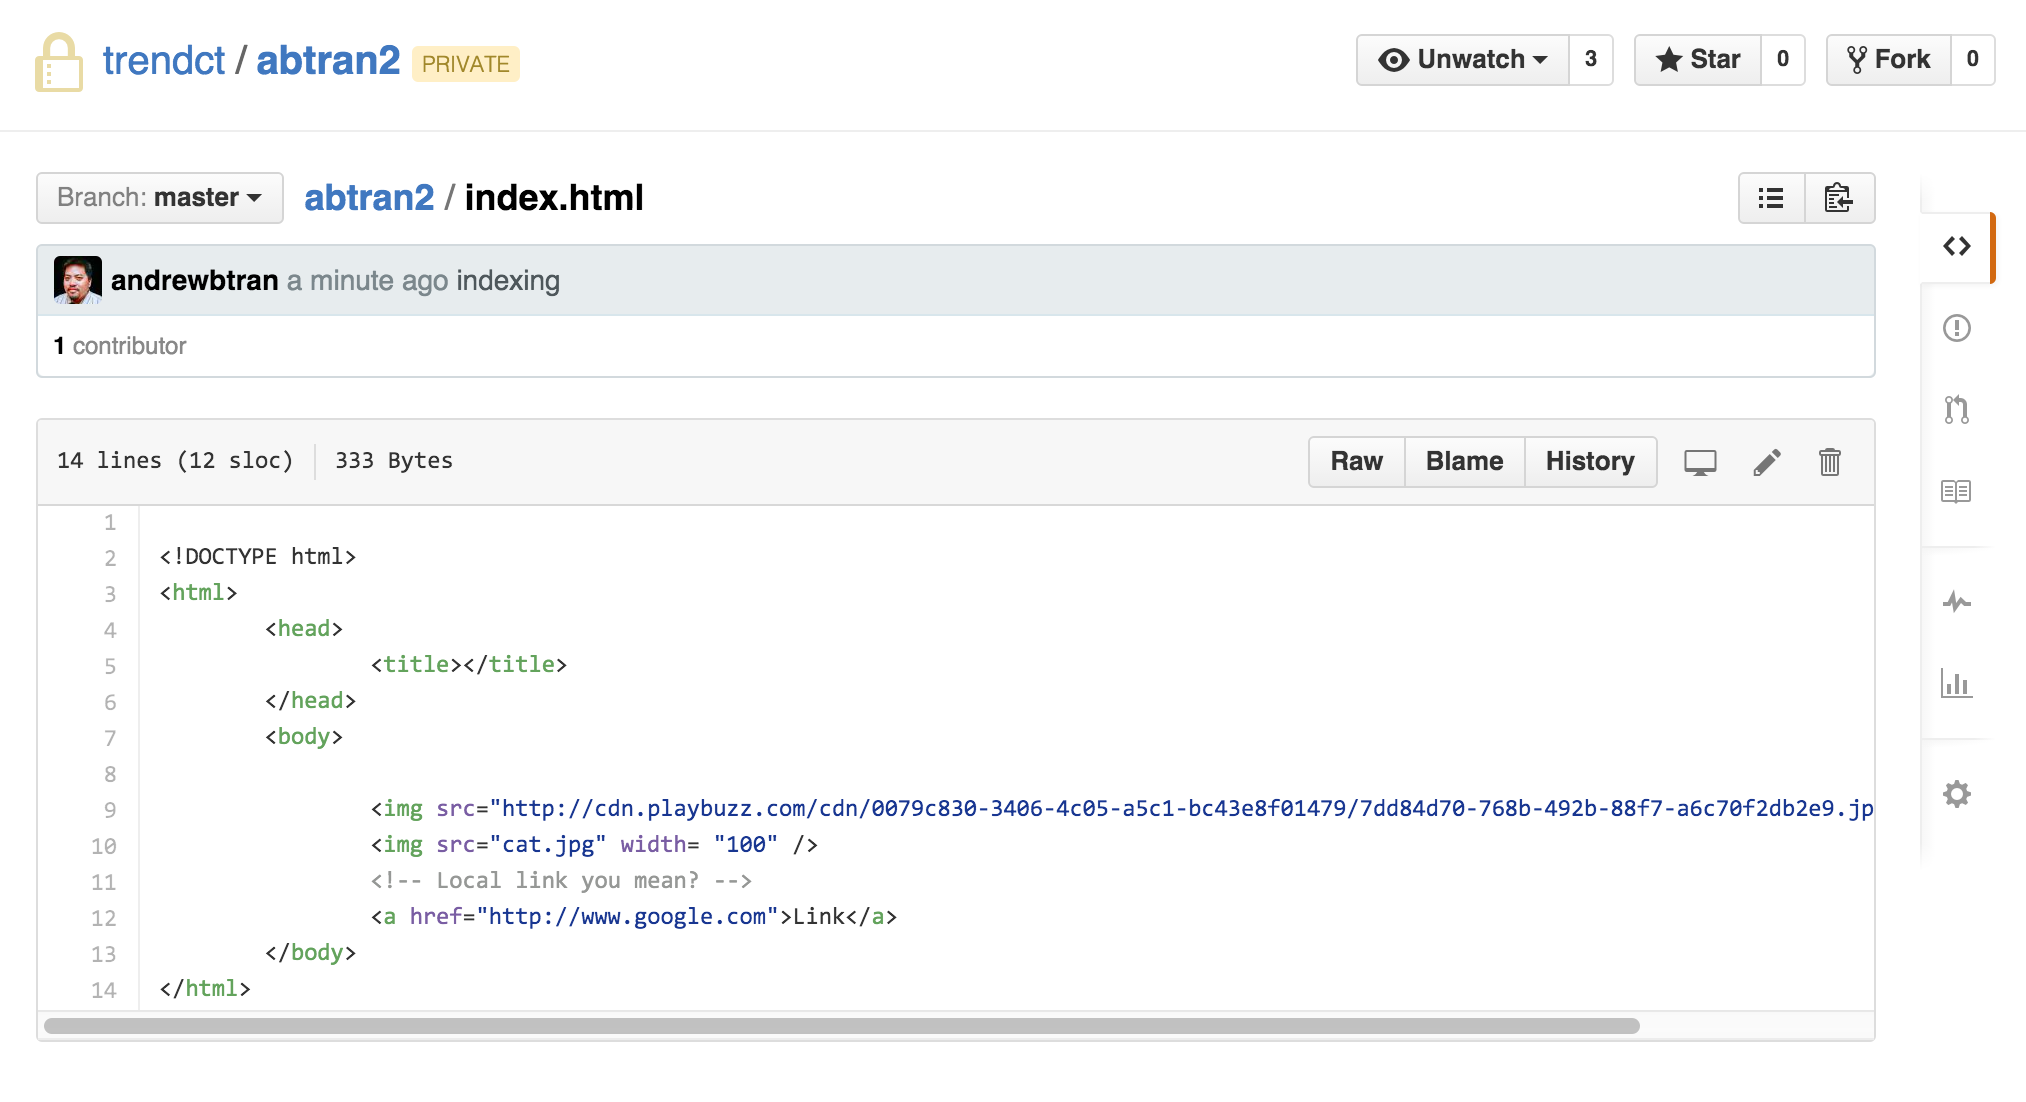 trendct / abtran2 PRIVATE Unwatch 3 Star 0 Fork 0
Branch: master abtran2 / index.html
andrewbtran a minute ago indexing
1 contributor
14 lines (12 sloc) 333 Bytes Raw Blame History
1
2 <!DOCTYPE html>
3 <html>
4 <head>
5 <title></title>
6 </head>
7 <body>
8
9 <img src="http://cdn.playbuzz.com/cdn/0079c830-3406-4c05-a5c1-bc43e8f01479/7dd84d70-768b-492b-88f7-a6c70f2db2e9.jp
10 <img src="cat.jpg" width= "100" />
11 <!-- Local link you mean? -->
12 <a href="http://www.google.com">Link</a>
13 </body>
14 </html>